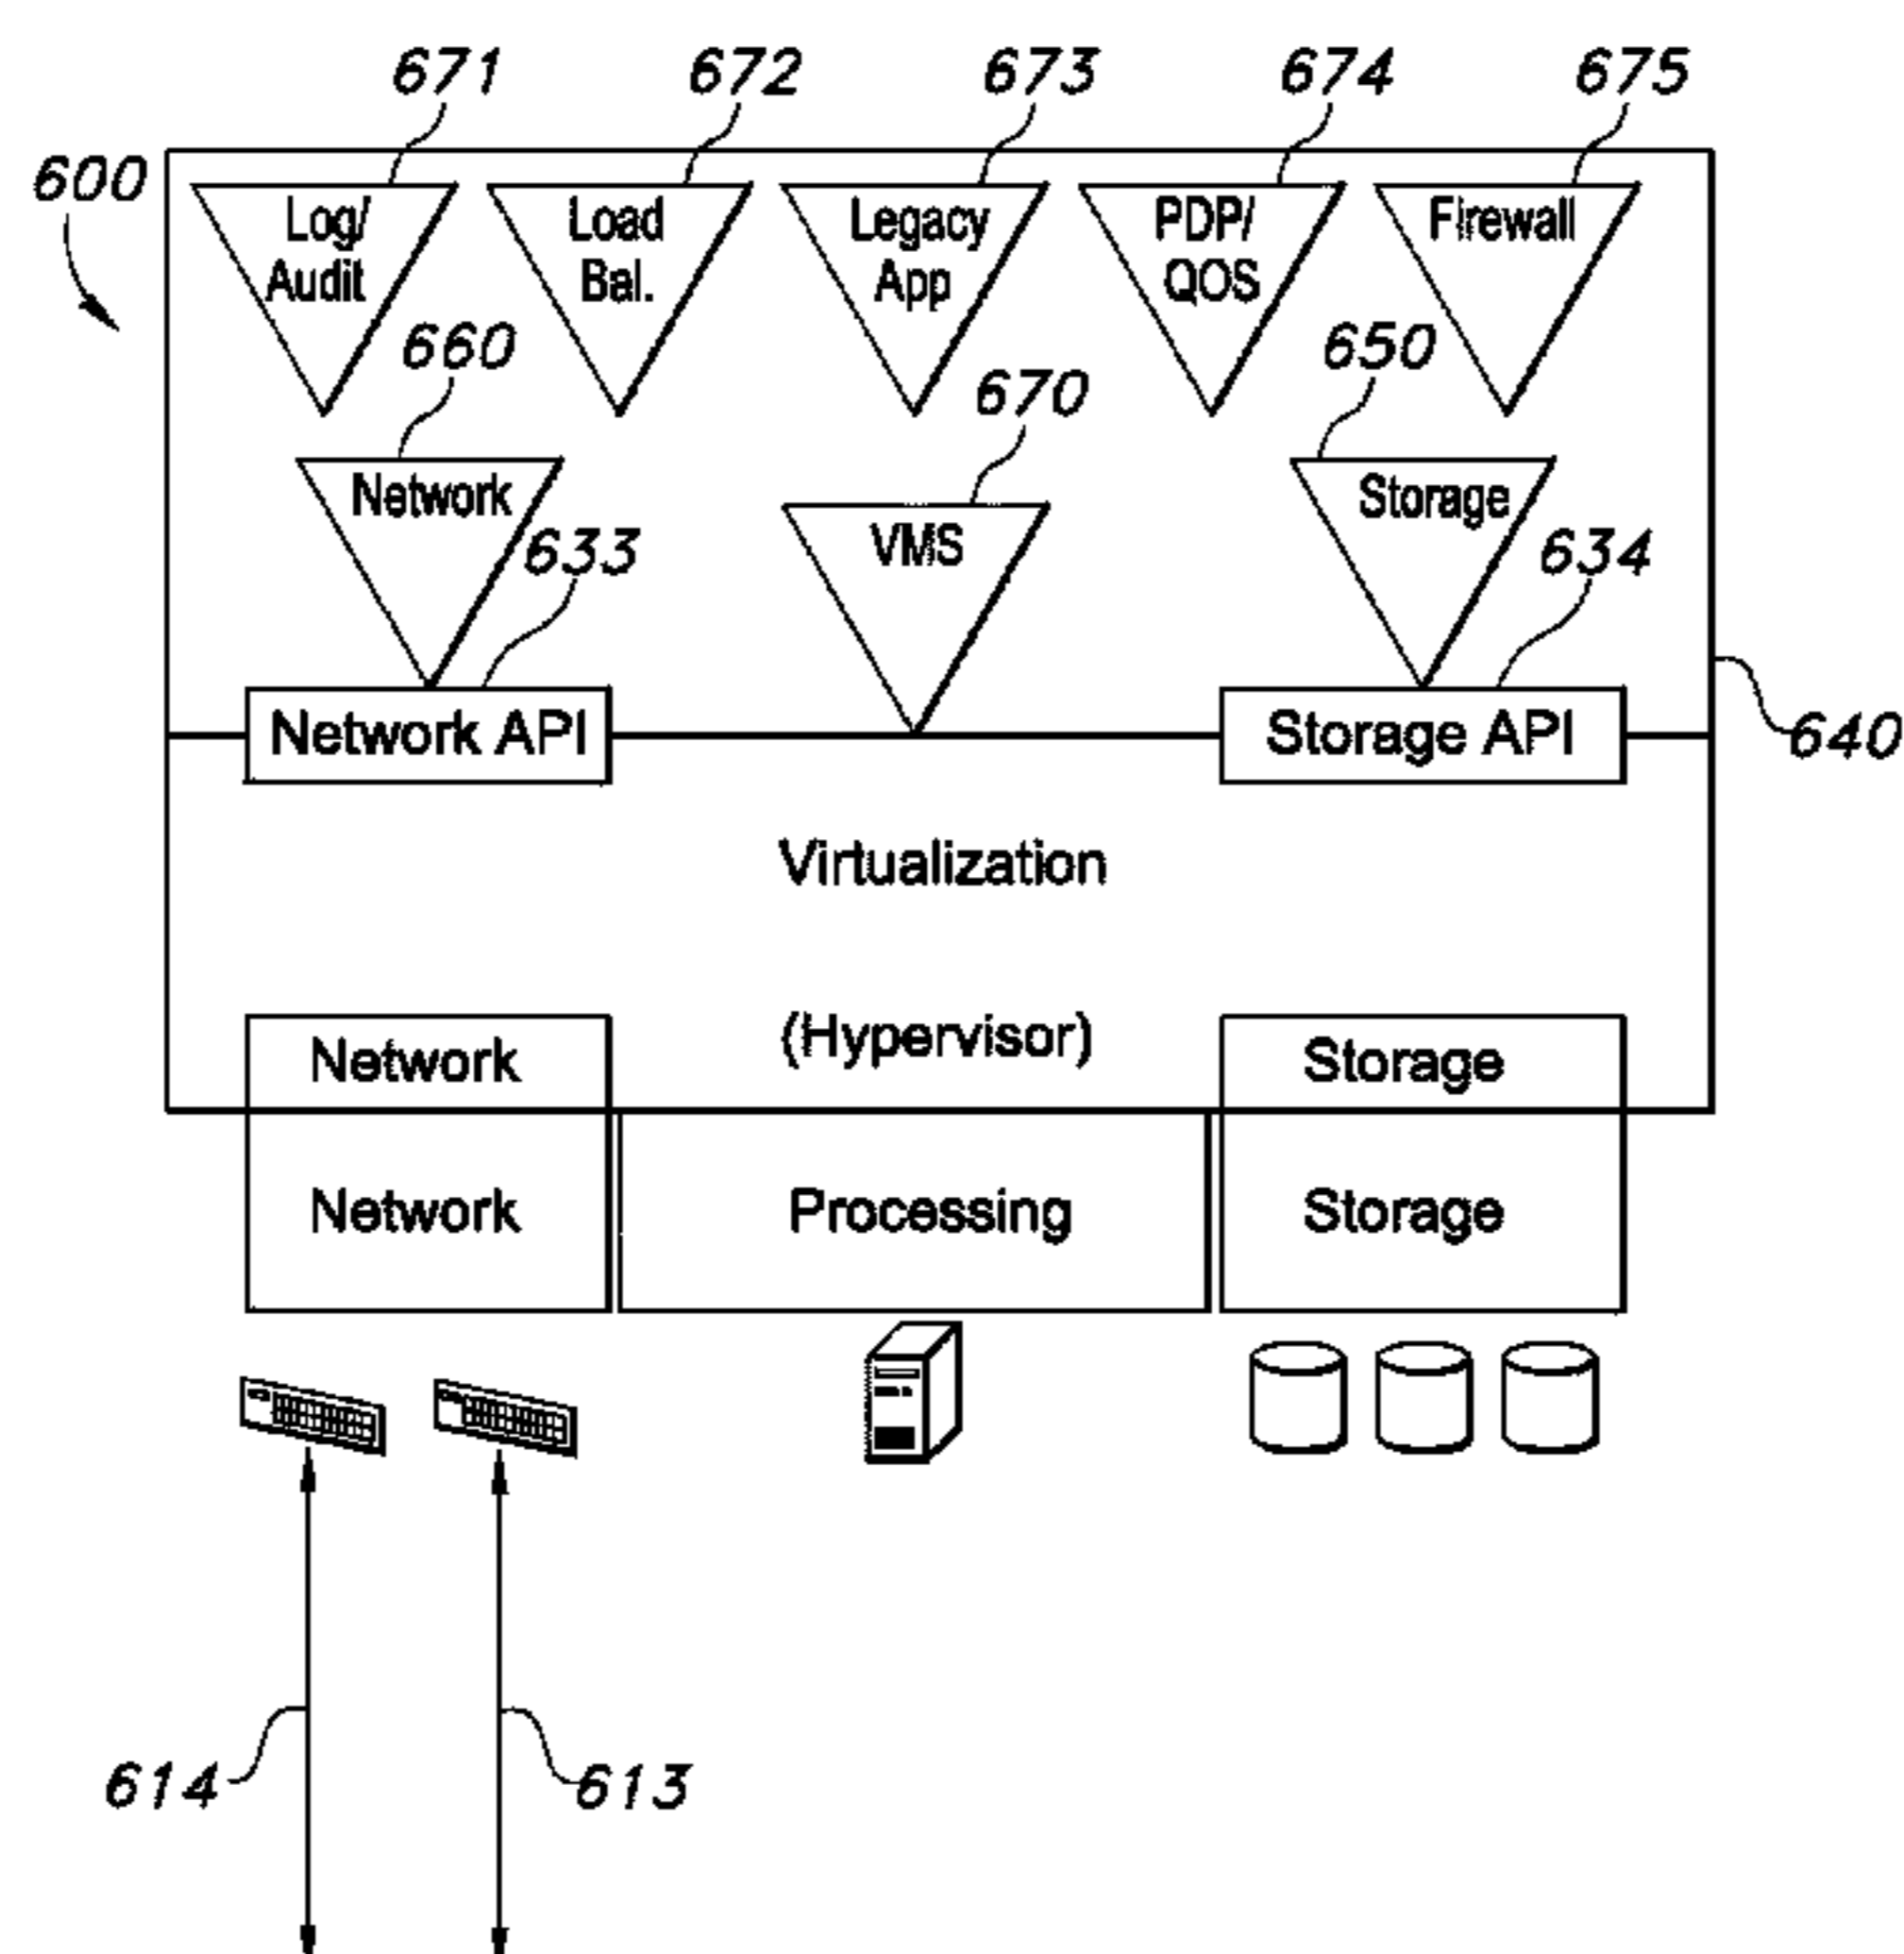 671 672 673 674 675
600
Log/ Load Legacy PDP/ Firewall
Audit Bal. App QOS
660 650
670
Network Storage
VMS
633 634
Network API Storage API
640
Virtualization
(Hypervisor)
Network Storage
Network Processing Storage
614 613